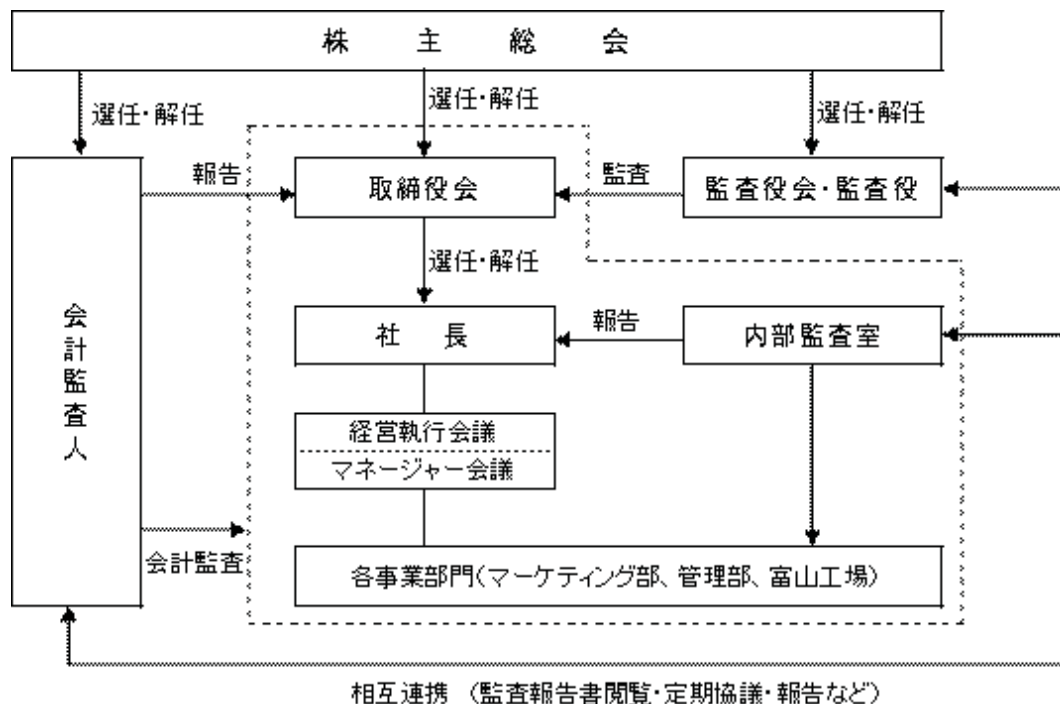 株主総会
選任・解任
選任・解任
選任・解任
報告
取締役会
監査
監査役会・監査役
選任・解任
会計監査人
社長
報告
内部監査室
経営執行会議
マネージャー会議
会計監査
各事業部門(マーケティング部、管理部、富山工場)
相互連携 (監査報告書閲覧・定期協議・報告など)